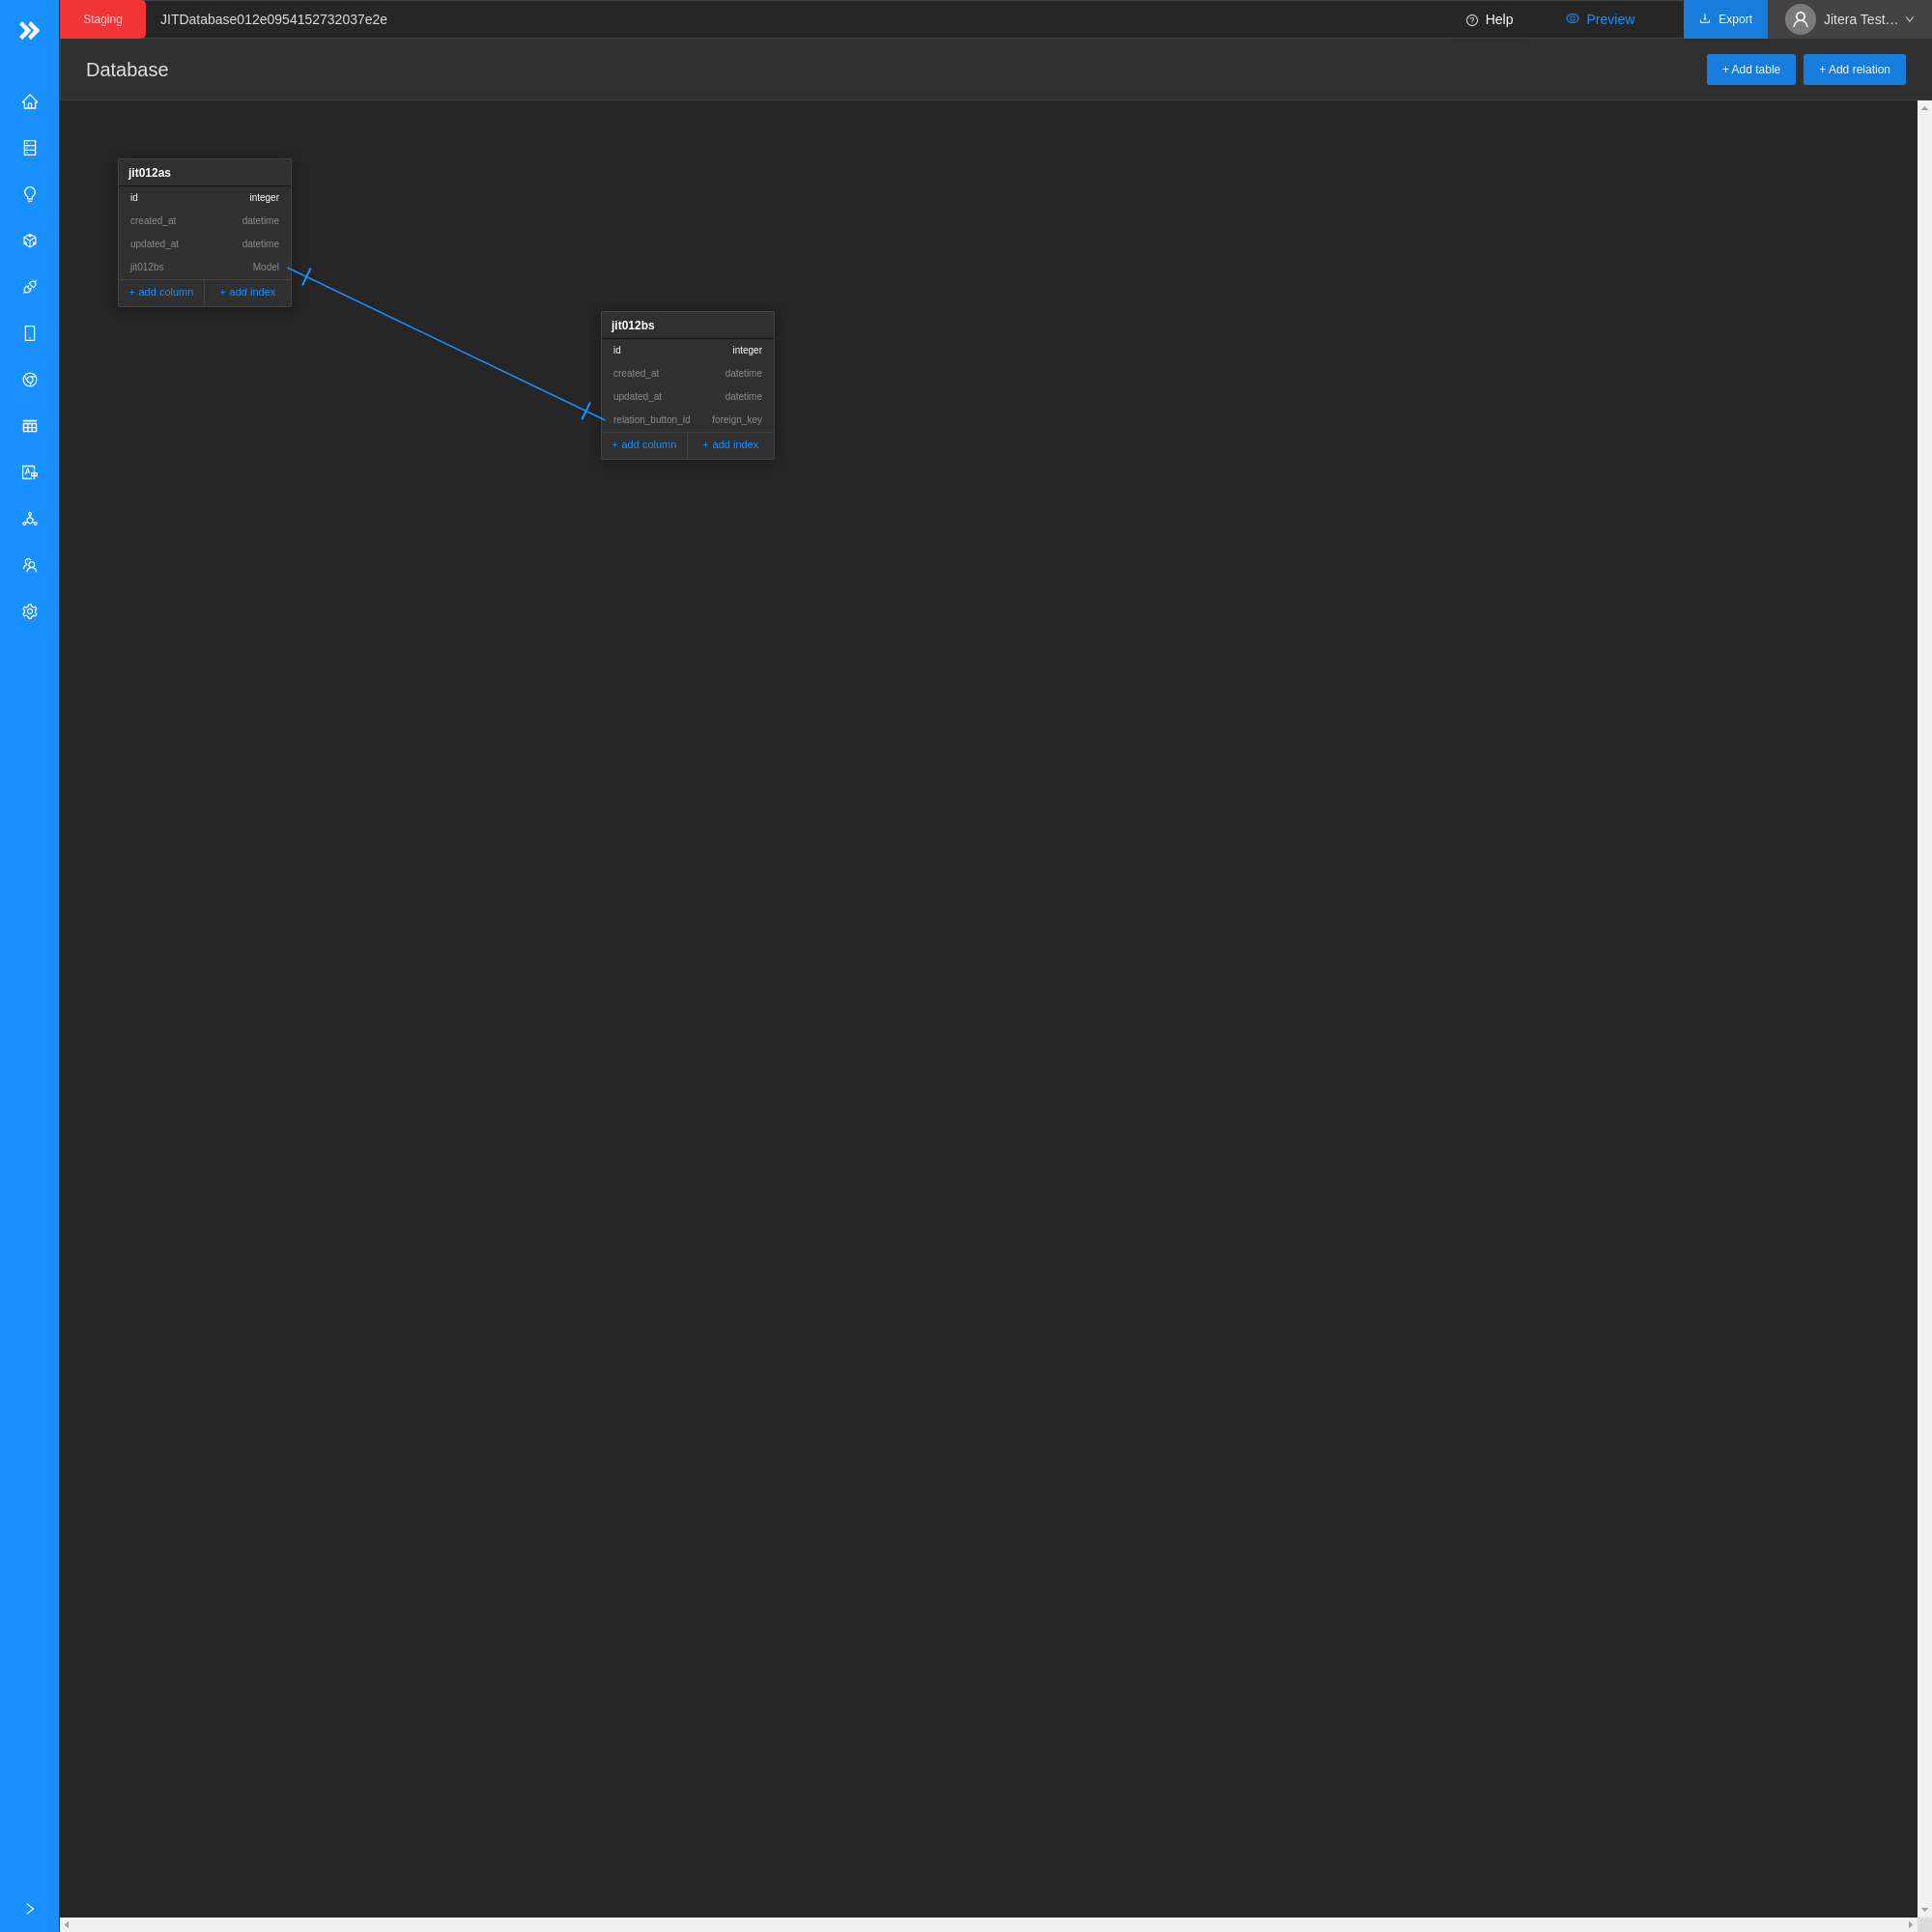 Staging
JITDatabase012e0954152732037e2e
Help
Preview
Export
Jitera Test…
Database
+ Add table
+ Add relation
jit012as
id integer
created_at datetime
updated_at datetime
jit012bs Model
+ add column
+ add index
jit012bs
id integer
created_at datetime
updated_at datetime
relation_button_id foreign_key
+ add column
+ add index